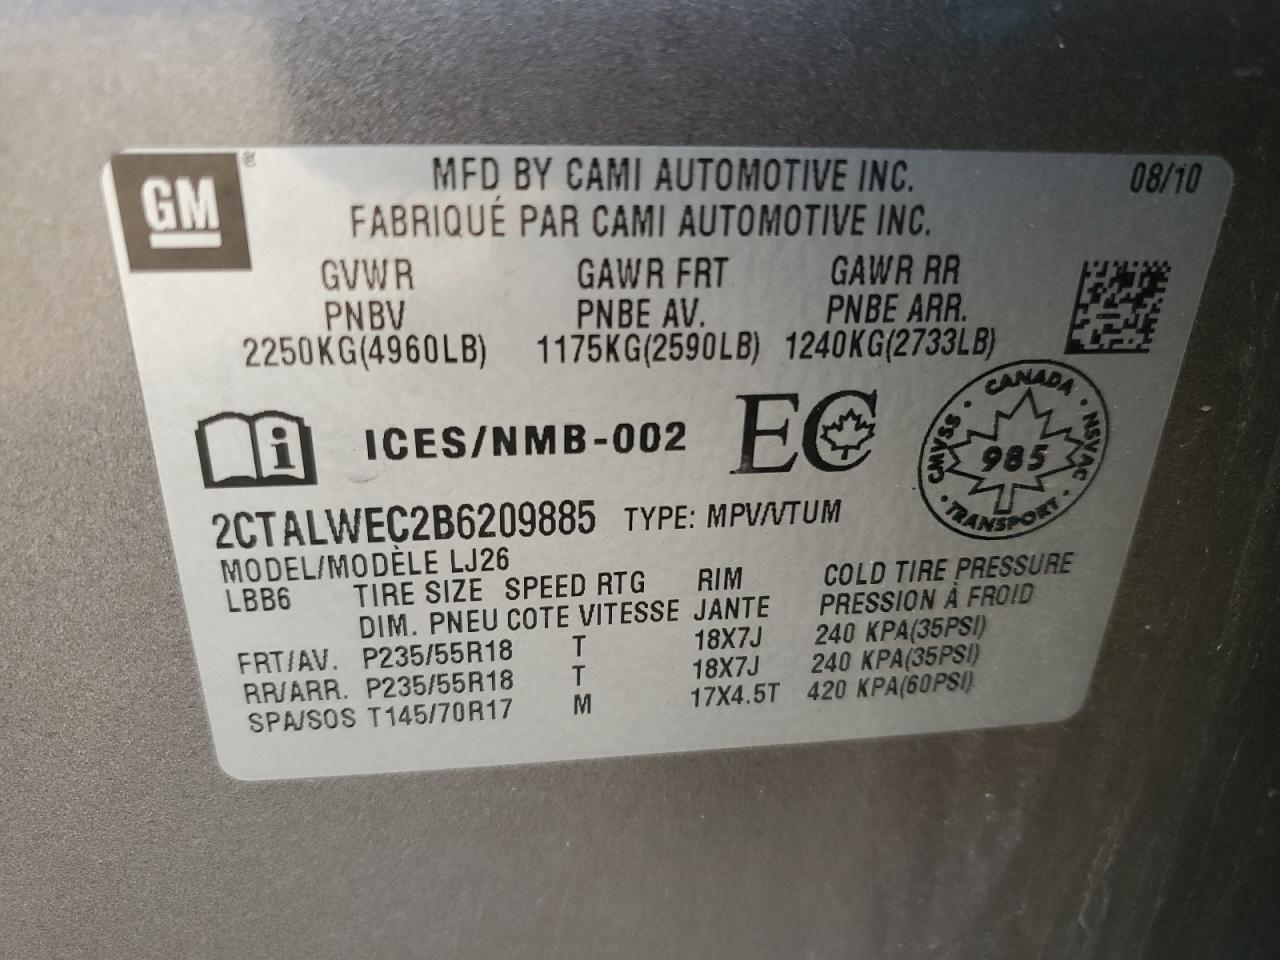 GM ®
MFD BY CAMI AUTOMOTIVE INC.
08/10
FABRIQUÉ PAR CAMI AUTOMOTIVE INC.
GVWR GAWR FRT GAWR RR
PNBV PNBE AV. PNBE ARR.
2250KG(4960LB) 1175KG(2590LB) 1240KG(2733LB)
i ICES/NMB-002 EC
CANADA
CMVSS 985 NSVAC
TRANSPORT
2CTALWEC2B6209885 TYPE: MPV/VTUM
MODEL/MODÈLE LJ26
LBB6 TIRE SIZE SPEED RTG RIM COLD TIRE PRESSURE
DIM. PNEU COTE VITESSE JANTE PRESSION À FROID
FRT/AV. P235/55R18 T 18X7J 240 KPA(35PSI)
RR/ARR. P235/55R18 T 18X7J 240 KPA(35PSI)
SPA/SOS T145/70R17 M 17X4.5T 420 KPA(60PSI)